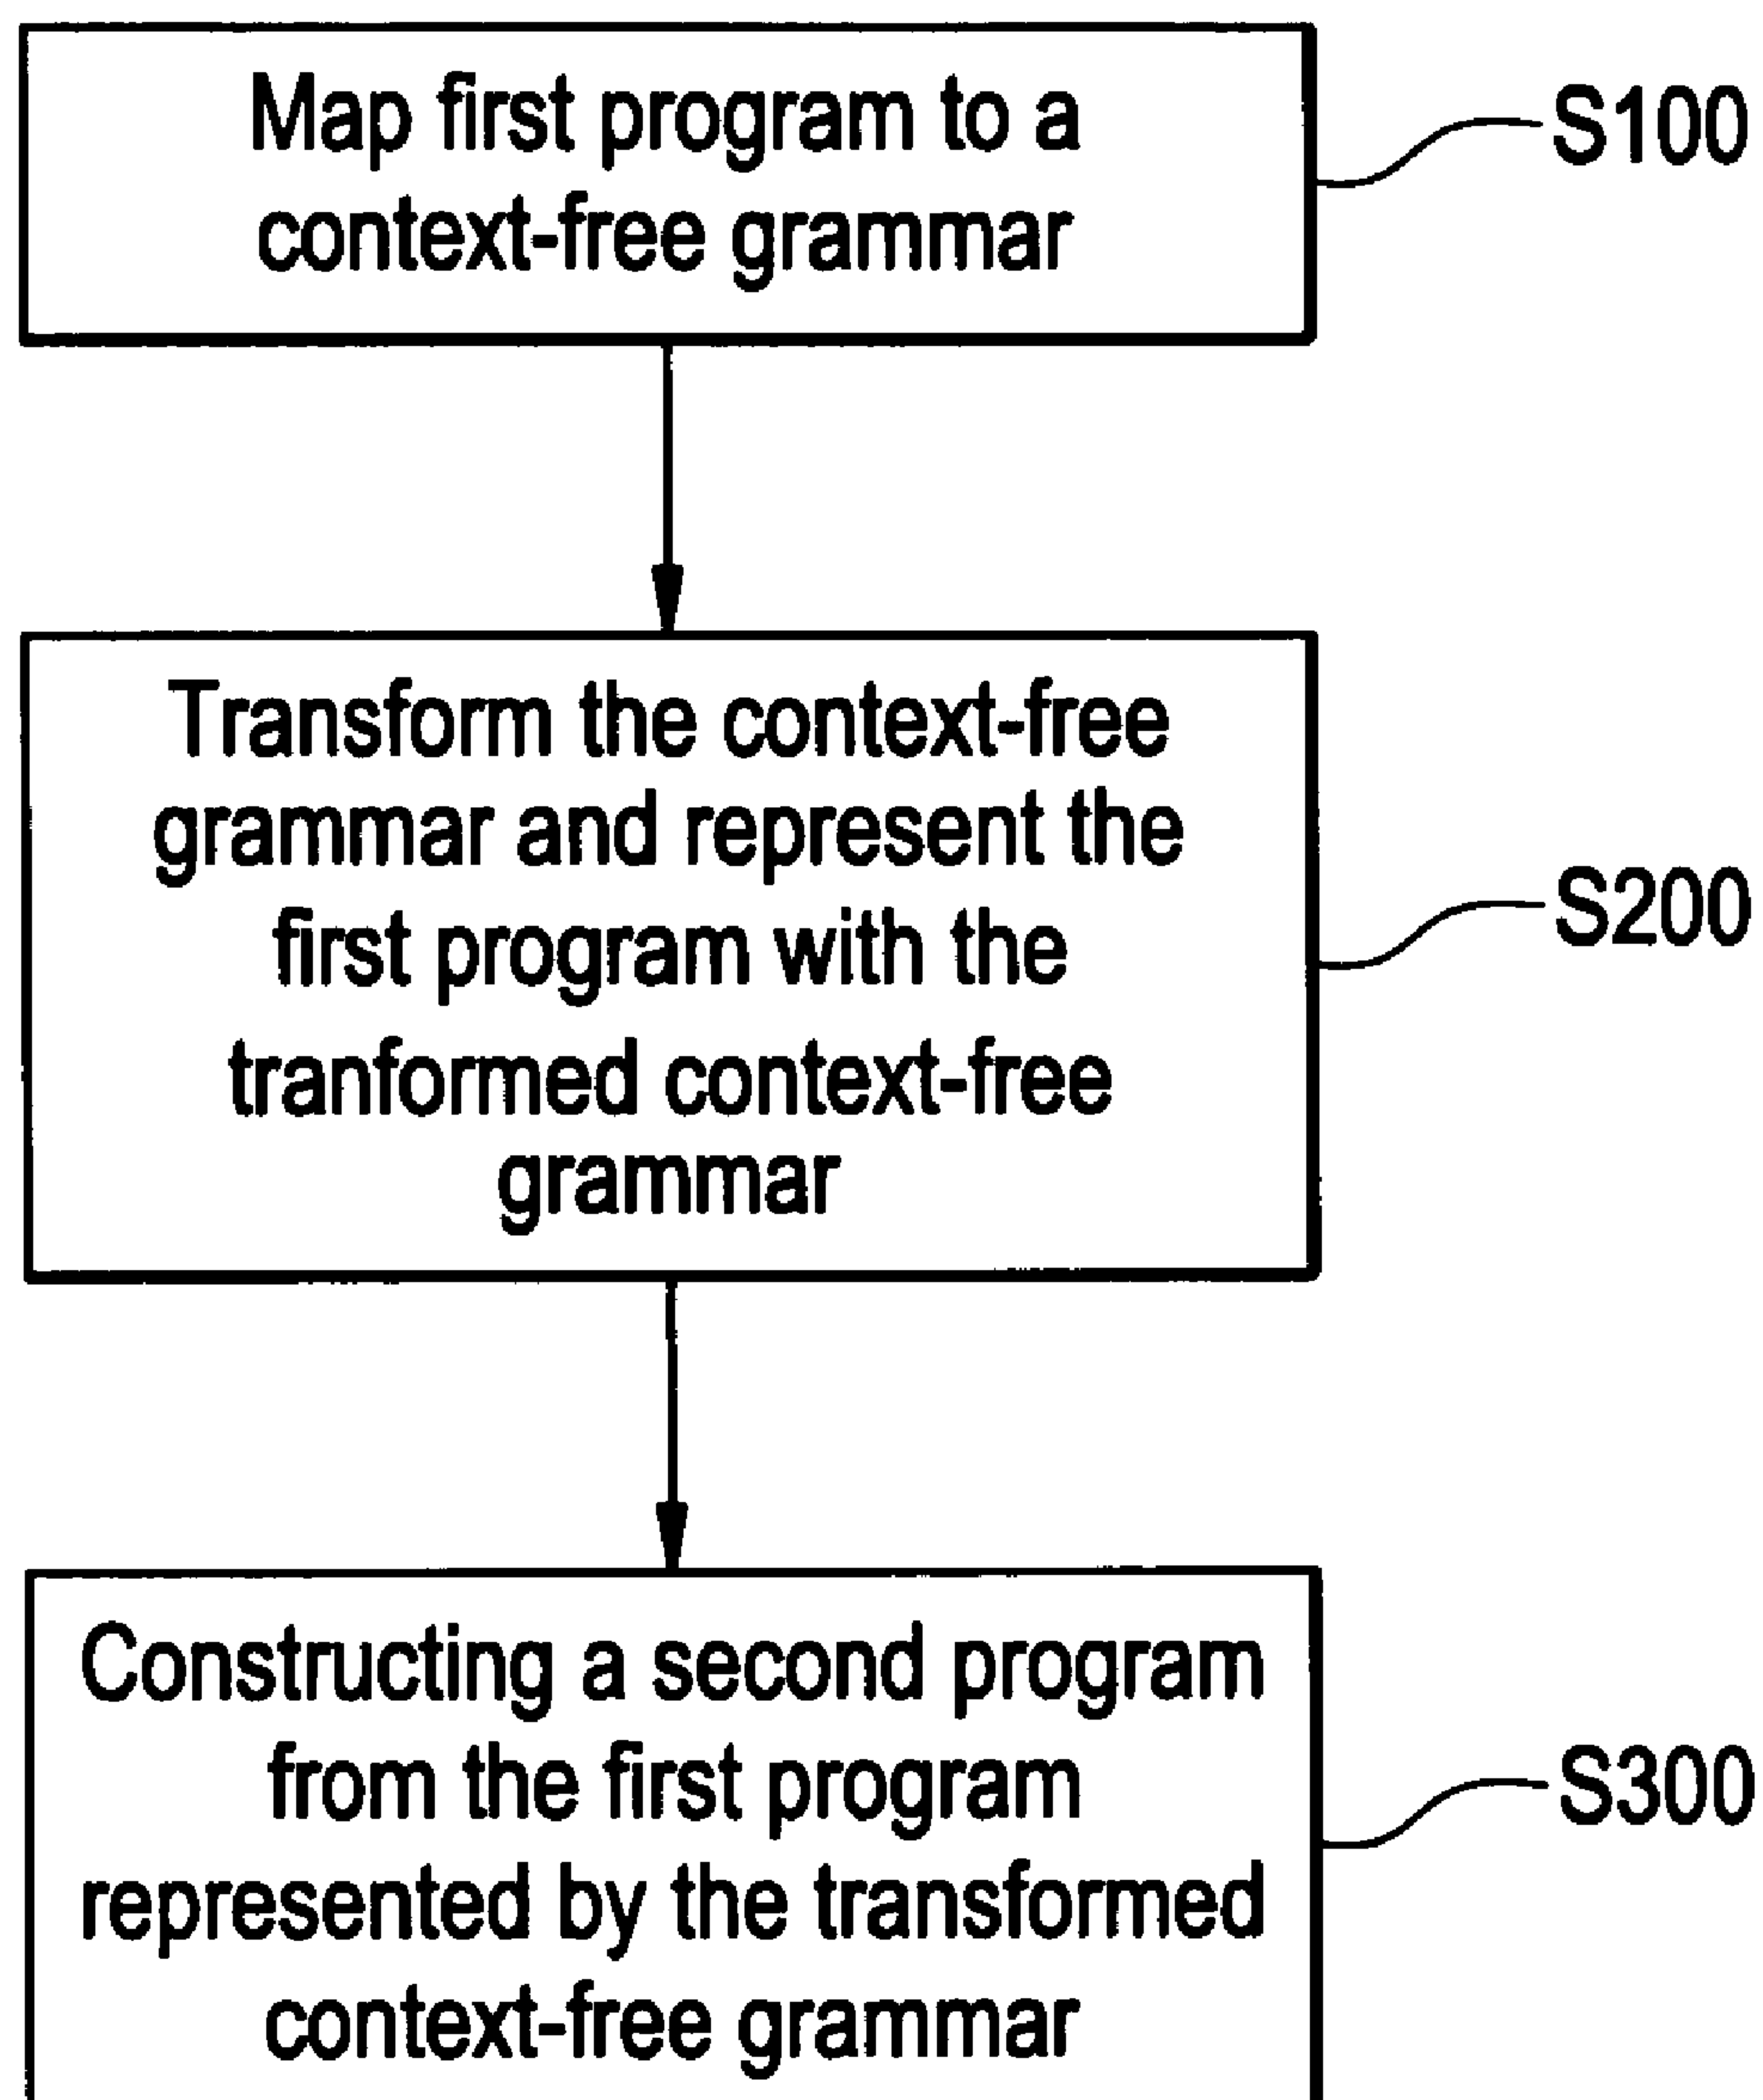 Map first program to a
context-free grammar
S100
Transform the context-free
grammar and represent the
first program with the
tranformed context-free
grammar
S200
Constructing a second program
from the first program
represented by the transformed
context-free grammar
S300